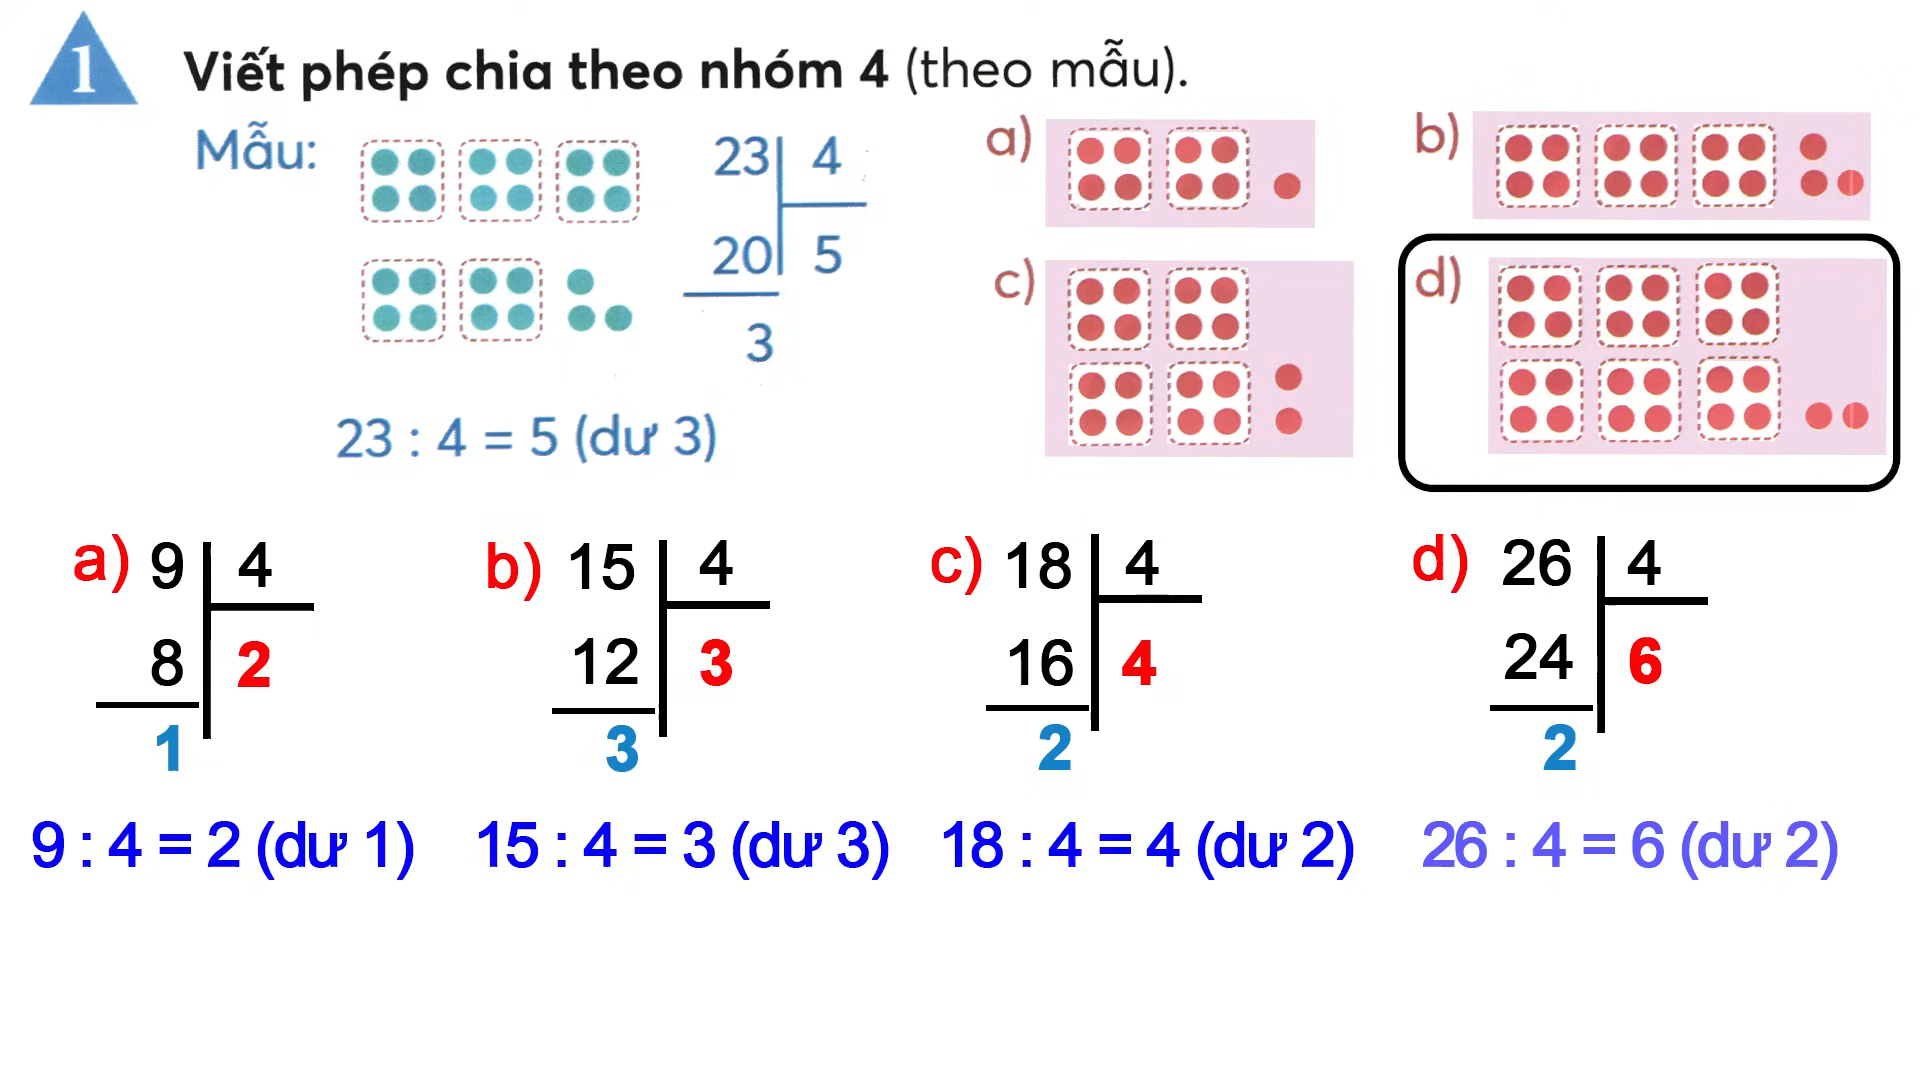 1
Viết phép chia theo nhóm 4 (theo mẫu).
Mẫu:
23 4
20 5
3
23 : 4 = 5 (dư 3)
a)
b)
c)
d)
a) 9 4
8 2
1
9 : 4 = 2 (dư 1)
b) 15 4
12 3
3
15 : 4 = 3 (dư 3)
c) 18 4
16 4
2
18 : 4 = 4 (dư 2)
d) 26 4
24 6
2
26 : 4 = 6 (dư 2)